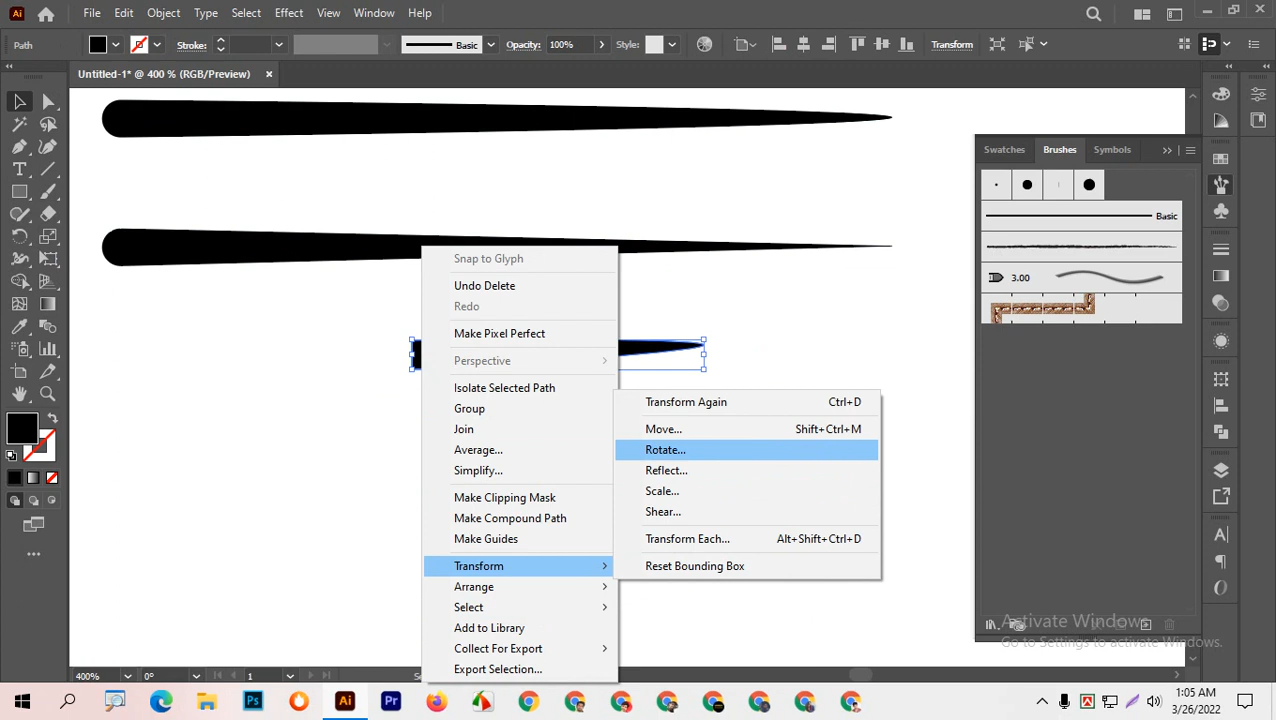 Ai File Edit Object Type Select Effect View Window Help
Path Stroke: Basic Opacity: 100% Style: Transform
Untitled-1* @ 400 % (RGB/Preview) ×
Swatches Brushes Symbols
Basic
3.00
Snap to Glyph
Undo Delete
Redo
Make Pixel Perfect
Perspective
Isolate Selected Path
Group
Join
Average...
Simplify...
Make Clipping Mask
Make Compound Path
Make Guides
Transform
Arrange
Select
Add to Library
Collect For Export
Export Selection...
Transform Again Ctrl+D
Move... Shift+Ctrl+M
Rotate...
Reflect...
Scale...
Shear...
Transform Each... Alt+Shift+Ctrl+D
Reset Bounding Box
Activate Windows
Go to Settings to activate Windows.
400% 0° 1
Ps Ai Pr
1:05 AM
3/26/2022